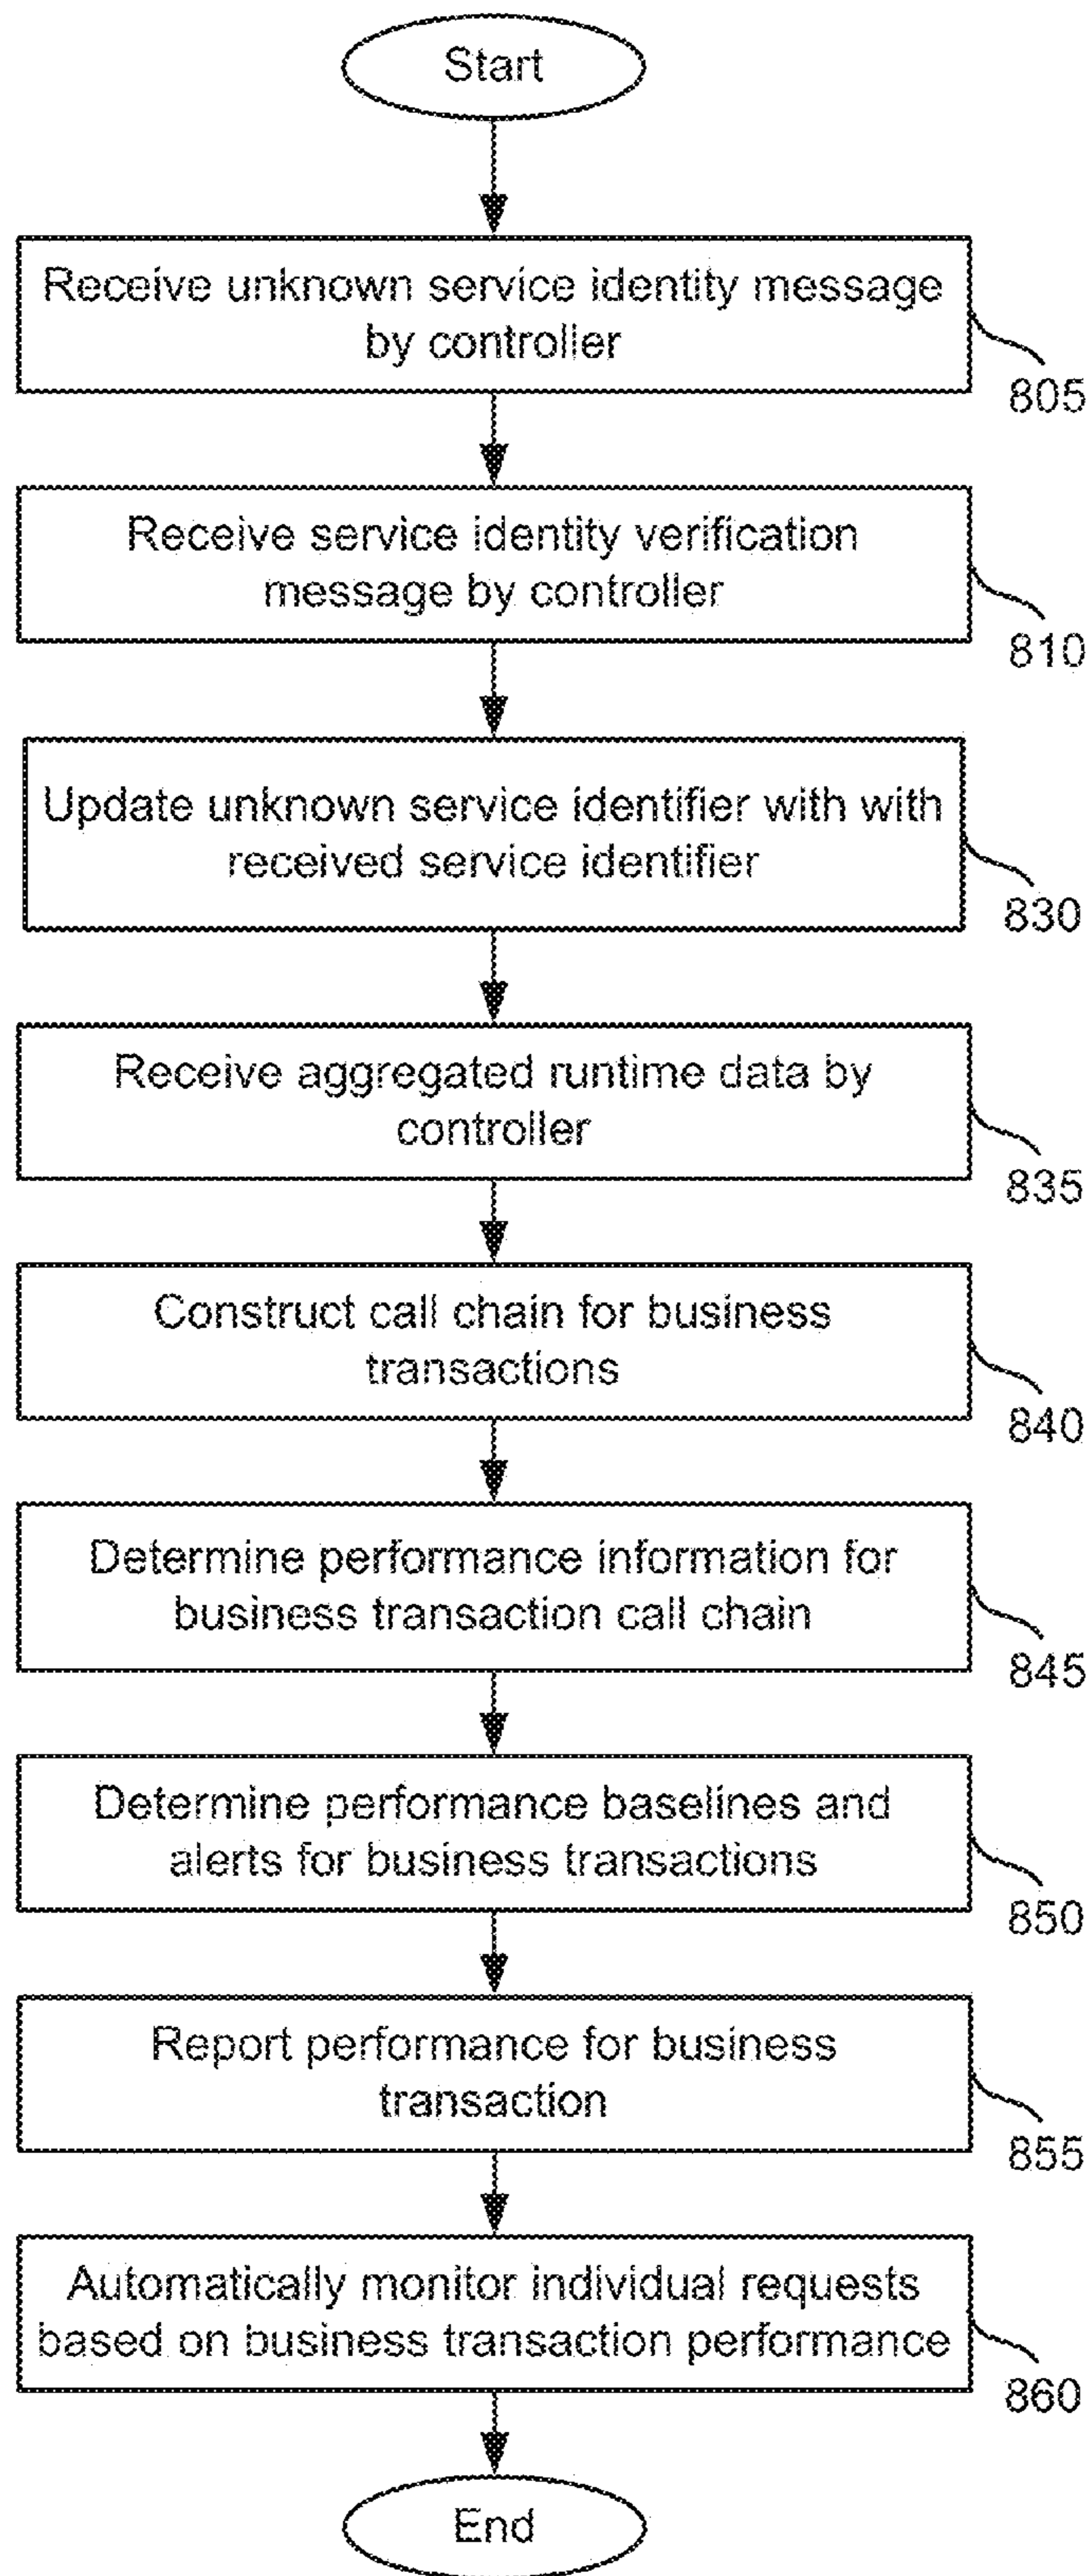 Start
Receive unknown service identity message
by controller
805
Receive service identity verification
message by controller
810
Update unknown service identifier with with
received service identifier
830
Receive aggregated runtime data by
controller
835
Construct call chain for business
transactions
840
Determine performance information for
business transaction call chain
845
Determine performance baselines and
alerts for business transactions
850
Report performance for business
transaction
855
Automatically monitor individual requests
based on business transaction performance
860
End